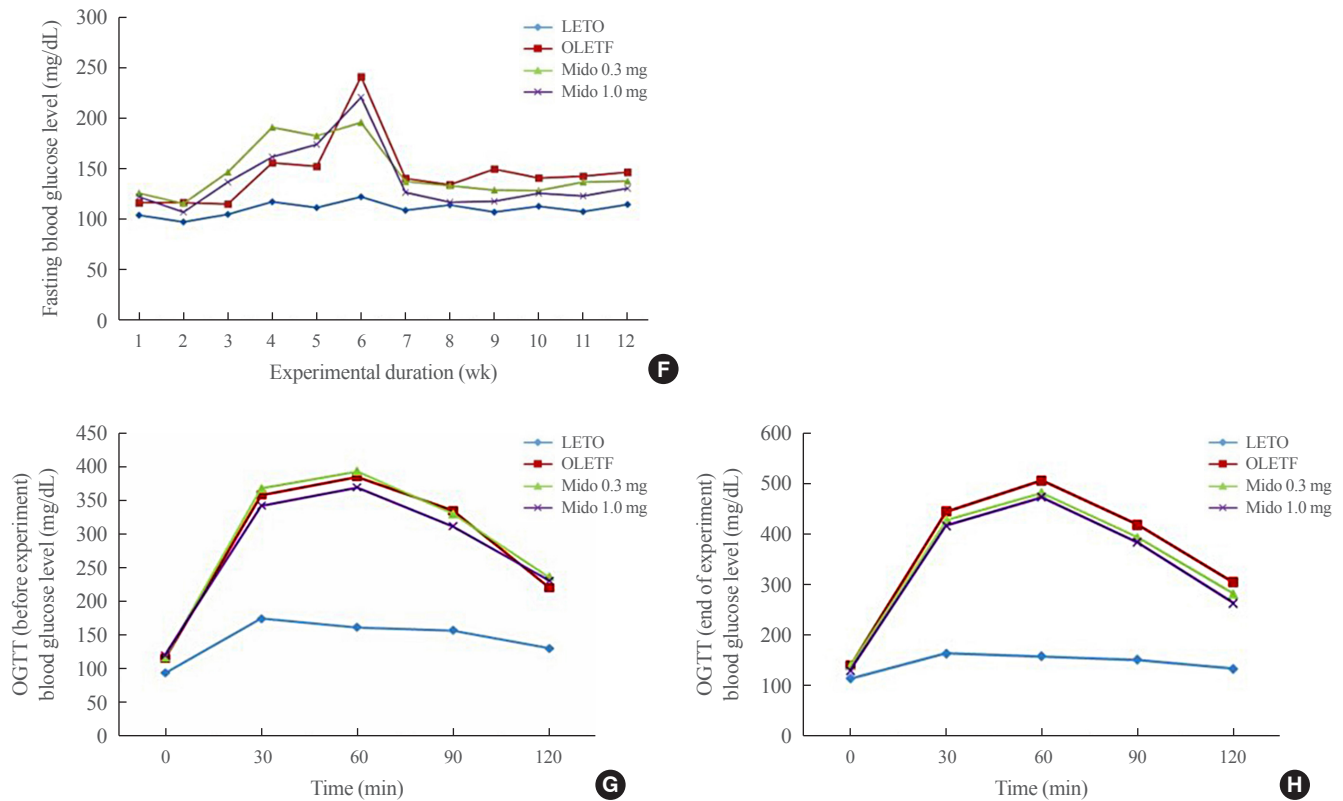 300
250
200
150
100
50
0
Fasting blood glucose level (mg/dL)
LETO
OLETF
Mido 0.3 mg
Mido 1.0 mg
1 2 3 4 5 6 7 8 9 10 11 12
Experimental duration (wk)
F
450
400
350
300
250
200
150
100
50
0
OGTT (before experiment)
blood glucose level (mg/dL)
LETO
OLETF
Mido 0.3 mg
Mido 1.0 mg
0 30 60 90 120
Time (min)
G
600
500
400
300
200
100
0
OGTT (end of experiment)
blood glucose level (mg/dL)
LETO
OLETF
Mido 0.3 mg
Mido 1.0 mg
0 30 60 90 120
Time (min)
H